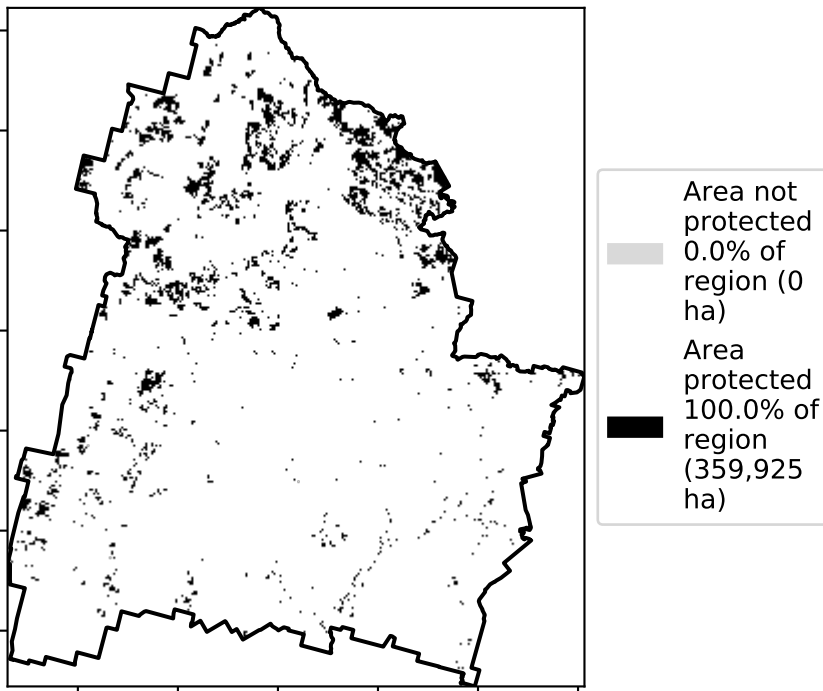 Area not
protected
0.0% of
region (0
ha)
Area
protected
100.0% of
region
(359,925
ha)